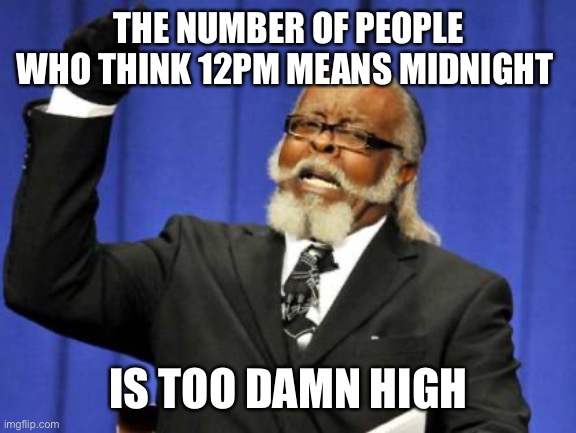 THE NUMBER OF PEOPLE
WHO THINK 12PM MEANS MIDNIGHT
IS TOO DAMN HIGH
imgflip.com